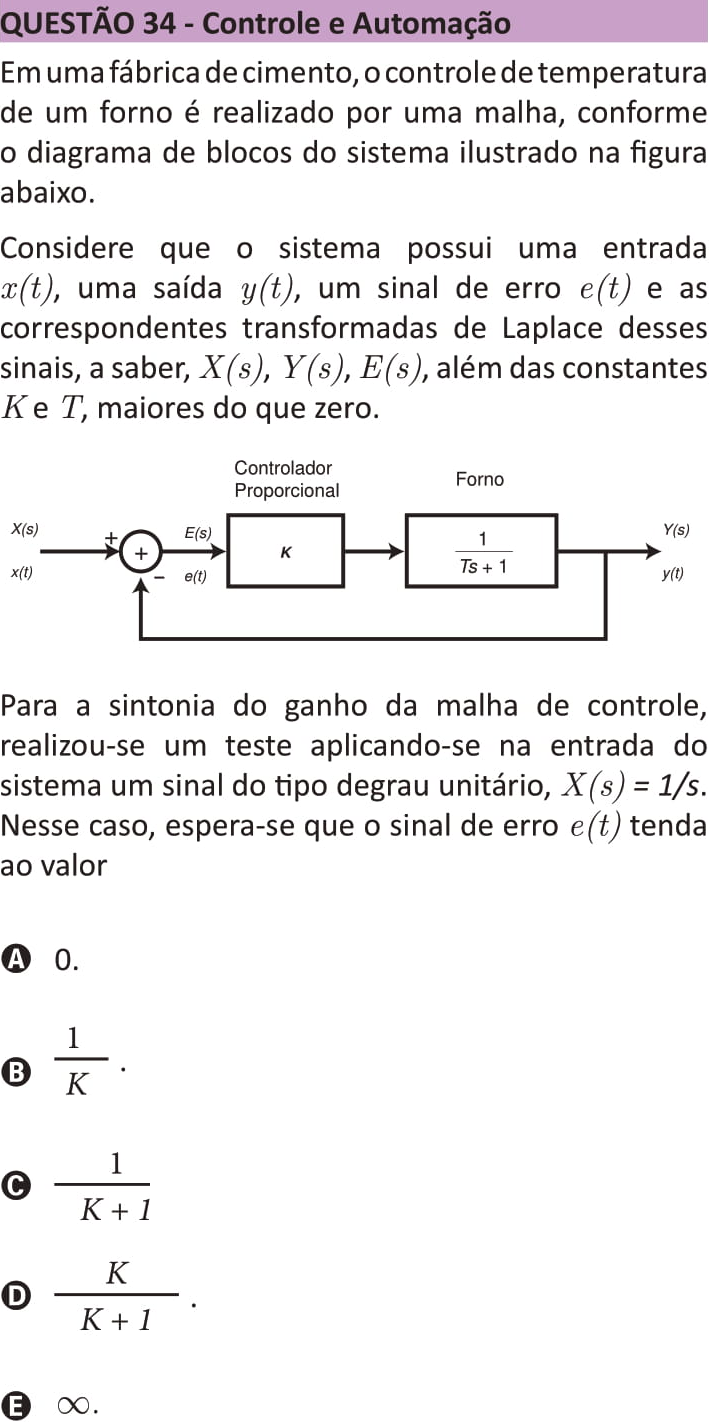 QUESTÃO 34 - Controle e Automação
Em uma fábrica de cimento, o controle de temperatura
de um forno é realizado por uma malha, conforme
o diagrama de blocos do sistema ilustrado na figura
abaixo.
Considere que o sistema possui uma entrada
x(t), uma saída y(t), um sinal de erro e(t) e as
correspondentes transformadas de Laplace desses
sinais, a saber, X(s), Y(s), E(s), além das constantes
K e T, maiores do que zero.
Controlador
Proporcional
Forno
X(s)
x(t)
+
+
−
E(s)
e(t)
K
1
Ts + 1
Y(s)
y(t)
Para a sintonia do ganho da malha de controle,
realizou-se um teste aplicando-se na entrada do
sistema um sinal do tipo degrau unitário, X(s) = 1/s.
Nesse caso, espera-se que o sinal de erro e(t) tenda
ao valor
A 0.
1
B K .
1
C K + 1
K
D K + 1 .
E ∞.